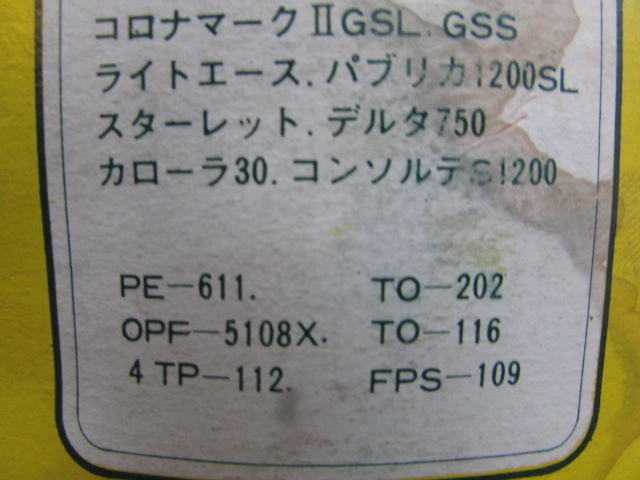 コロナマークⅡGSL.GSS
ライトエース.パブリカ1200SL
スターレット.デルタ750
カローラ30.コンソルテS1200
PE-611. TO-202
OPF-5108X. TO-116
4TP-112. FPS-109